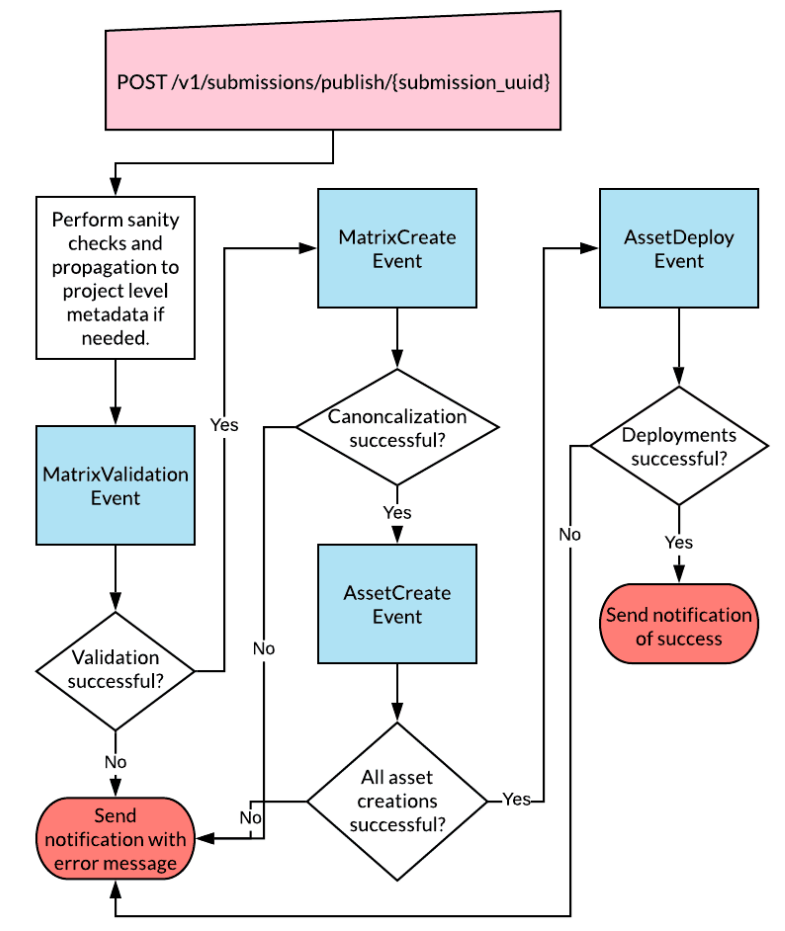 POST /v1/submissions/publish/{submission_uuid}
Perform sanity
checks and
propagation to
project level
metadata if
needed.
MatrixValidation
Event
Validation
successful?
No
Send
notification with
error message
Yes
MatrixCreate
Event
Canoncalization
successful?
No
Yes
AssetCreate
Event
All asset
creations
successful?
No
Yes
AssetDeploy
Event
Deployments
successful?
No
Yes
Send notification
of success